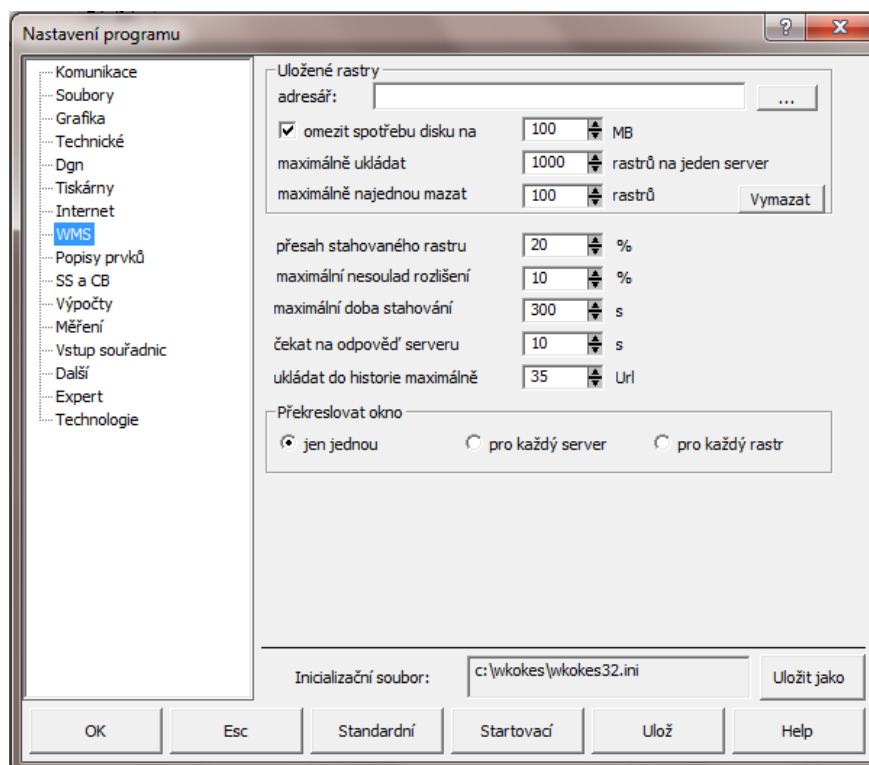 Nastavení programu
Komunikace
Soubory
Grafika
Technické
Dgn
Tiskárny
Internet
WMS
Popisy prvků
SS a CB
Výpočty
Měření
Vstup souřadnic
Další
Expert
Technologie
Uložené rastry
adresář: ...
omezit spotřebu disku na 100 MB
maximálně ukládat 1000 rastrů na jeden server
maximálně najednou mazat 100 rastrů Vymazat
přesah stahovaného rastru 20 %
maximální nesoulad rozlišení 10 %
maximální doba stahování 300 s
čekat na odpověď serveru 10 s
ukládat do historie maximálně 35 Url
Překreslovat okno
jen jednou pro každý server pro každý rastr
Inicializační soubor: c:\wkokes\wkokes32.ini Uložit jako
OK Esc Standardní Startovací Ulož Help